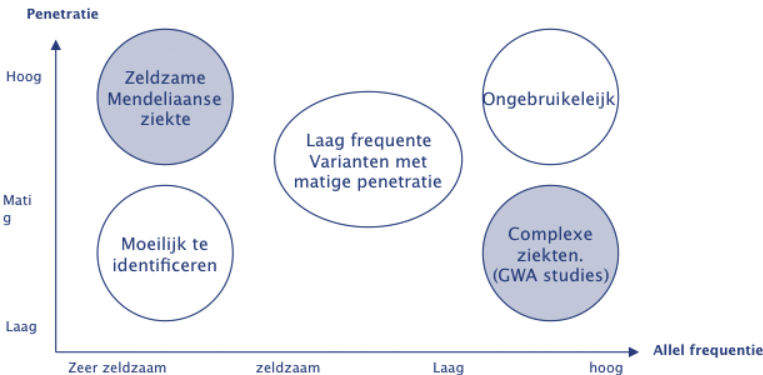 Penetratie
Hoog
Zeldzame
Mendeliaanse
ziekte
Ongebruikeleijk
Laag frequente
Varianten met
matige penetratie
Mati
g
Moeilijk te
identificeren
Complexe
ziekten.
(GWA studies)
Laag
Allel frequentie
Zeer zeldzaam
zeldzaam
Laag
hoog